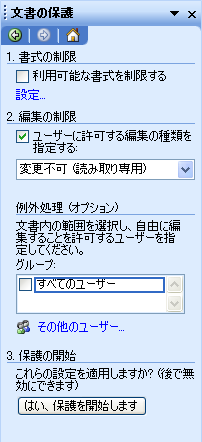 文書の保護
1. 書式の制限
利用可能な書式を制限する
設定...
2. 編集の制限
ユーザーに許可する編集の種類を
指定する:
変更不可 (読み取り専用)
例外処理 (オプション)
文書内の範囲を選択し、自由に編
集することを許可するユーザーを指
定してください。
グループ:
すべてのユーザー
その他のユーザー...
3. 保護の開始
これらの設定を適用しますか? (後で無
効にできます)
はい、保護を開始します